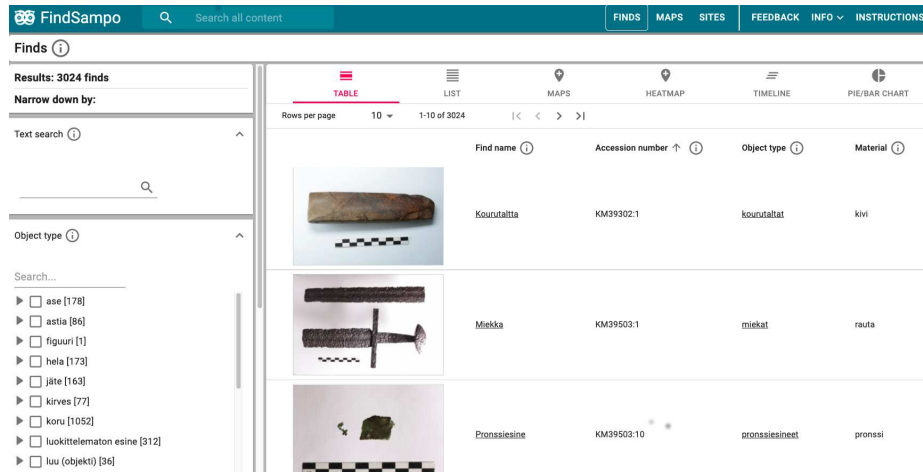 FindSampo
Search all content
FINDS
MAPS
SITES
FEEDBACK
INFO
INSTRUCTIONS
Finds
Results: 3024 finds
Narrow down by:
Text search
Object type
Search...
ase [178]
astia [86]
figuuri [1]
hela [173]
jäte [163]
kirves [77]
koru [1052]
luokittelematon esine [312]
luu (objekti) [36]
TABLE
LIST
MAPS
HEATMAP
TIMELINE
PIE/BAR CHART
Rows per page 10 1-10 of 3024
Find name Accession number Object type Material
Kourutaltta KM39302:1 kourutaltat kivi
Miekka KM39503:1 miekat rauta
Pronssiesine KM39503:10 pronssiesineet pronssi